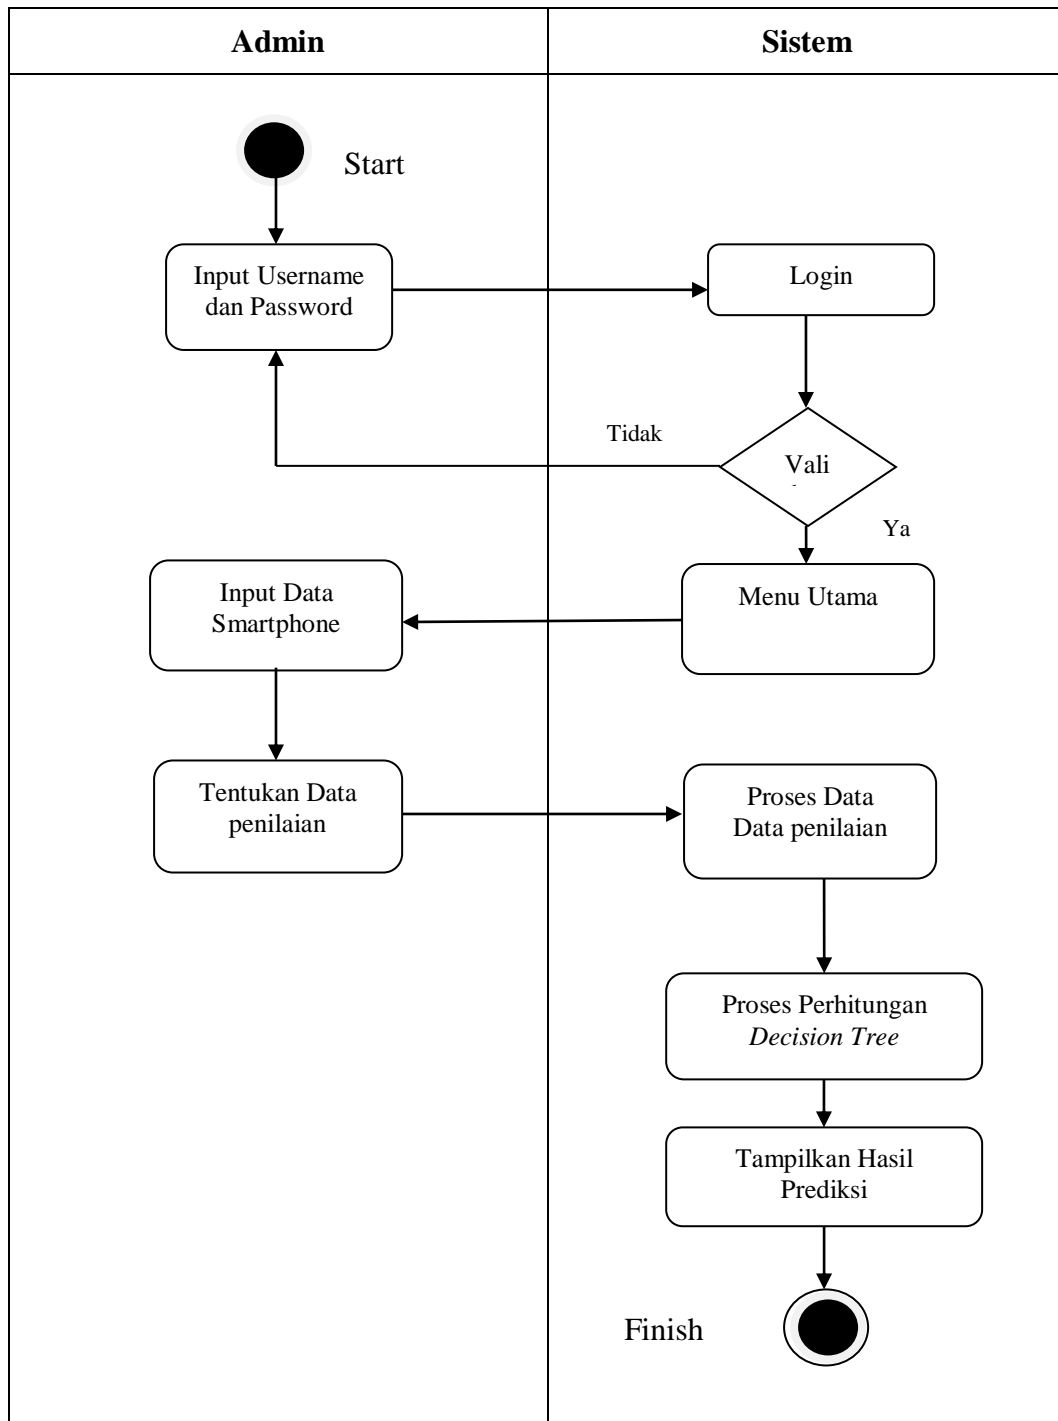 Admin
Sistem
Start
Input Username
dan Password
Login
Tidak
Vali
Ya
Input Data
Smartphone
Menu Utama
Tentukan Data
penilaian
Proses Data
Data penilaian
Proses Perhitungan
Decision Tree
Tampilkan Hasil
Prediksi
Finish